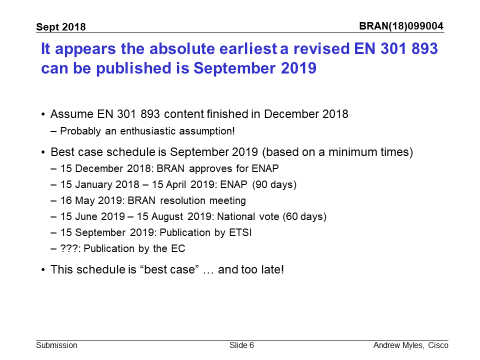 Sept 2018
BRAN(18)099004
It appears the absolute earliest a revised EN 301 893
can be published is September 2019
• Assume EN 301 893 content finished in December 2018
– Probably an enthusiastic assumption!
• Best case schedule is September 2019 (based on a minimum times)
– 15 December 2018: BRAN approves for ENAP
– 15 January 2018 – 15 April 2019: ENAP (90 days)
– 16 May 2019: BRAN resolution meeting
– 15 June 2019 – 15 August 2019: National vote (60 days)
– 15 September 2019: Publication by ETSI
– ???: Publication by the EC
• This schedule is “best case” … and too late!
Submission
Slide 6
Andrew Myles, Cisco